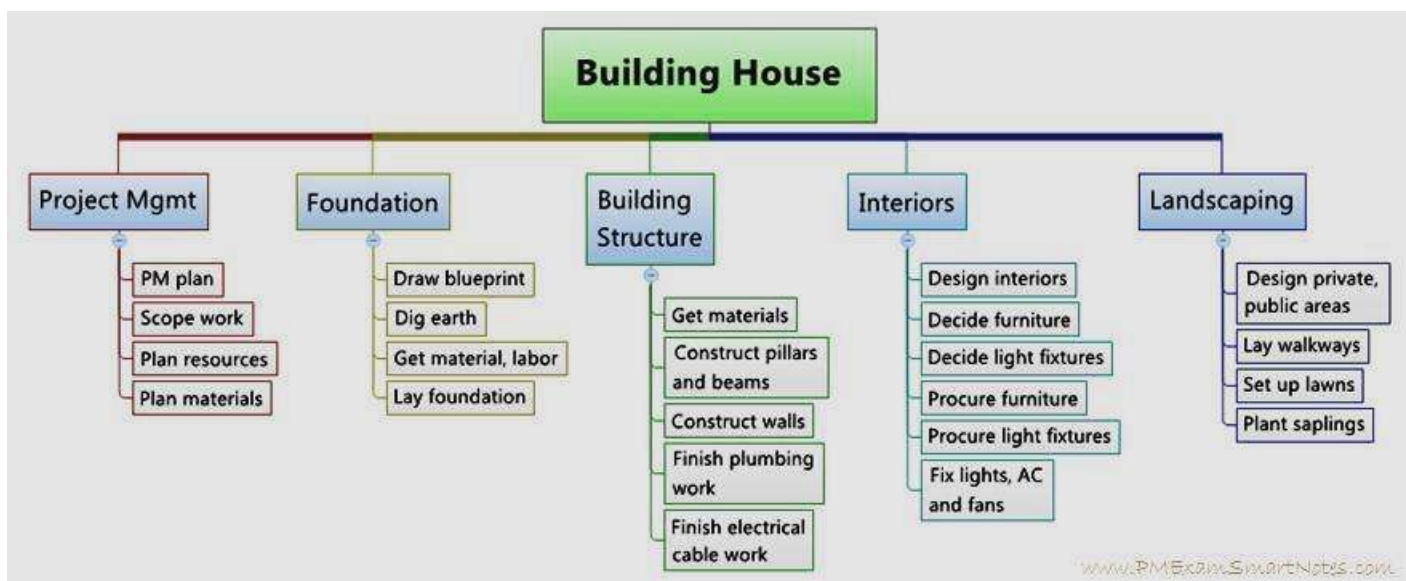 Building House
Project Mgmt
PM plan
Scope work
Plan resources
Plan materials
Foundation
Draw blueprint
Dig earth
Get material, labor
Lay foundation
Building
Structure
Get materials
Construct pillars
and beams
Construct walls
Finish plumbing
work
Finish electrical
cable work
Interiors
Design interiors
Decide furniture
Decide light fixtures
Procure furniture
Procure light fixtures
Fix lights, AC
and fans
Landscaping
Design private,
public areas
Lay walkways
Set up lawns
Plant saplings
www.PMExamSmartNotes.com